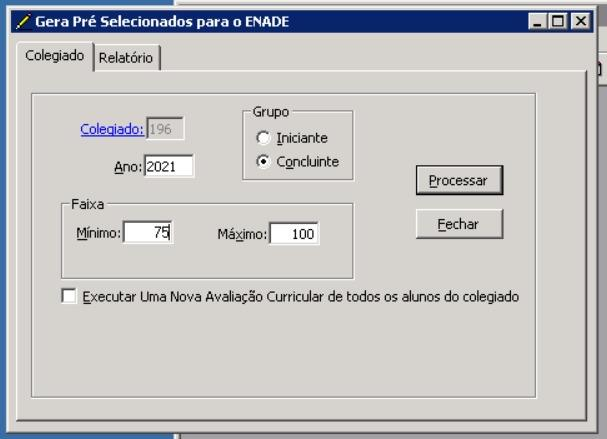 Gera Pré Selecionados para o ENADE
Colegiado Relatório
Grupo
Colegiado: 196
Iniciante
Ano: 2021
Concluinte
Processar
Faixa
Mínimo: 75 Máximo: 100
Fechar
Executar Uma Nova Avaliação Curricular de todos os alunos do colegiado